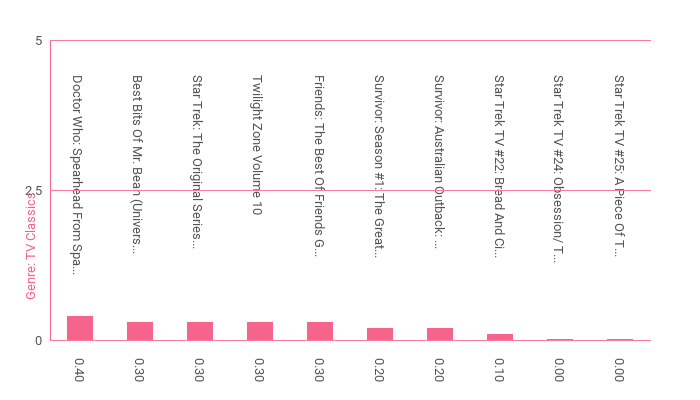 5
2.5
0
Genre: TV Classics
Doctor Who: Spearhead From Spa...
Best Bits Of Mr. Bean (Univers...
Star Trek: The Original Series...
Twilight Zone Volume 10
Friends: The Best Of Friends G...
Survivor: Season #1: The Great...
Survivor: Australian Outback: ...
Star Trek TV #22: Bread And Ci...
Star Trek TV #24: Obsession/ T...
Star Trek TV #25: A Piece Of T...
0.40
0.30
0.30
0.30
0.30
0.20
0.20
0.10
0.00
0.00